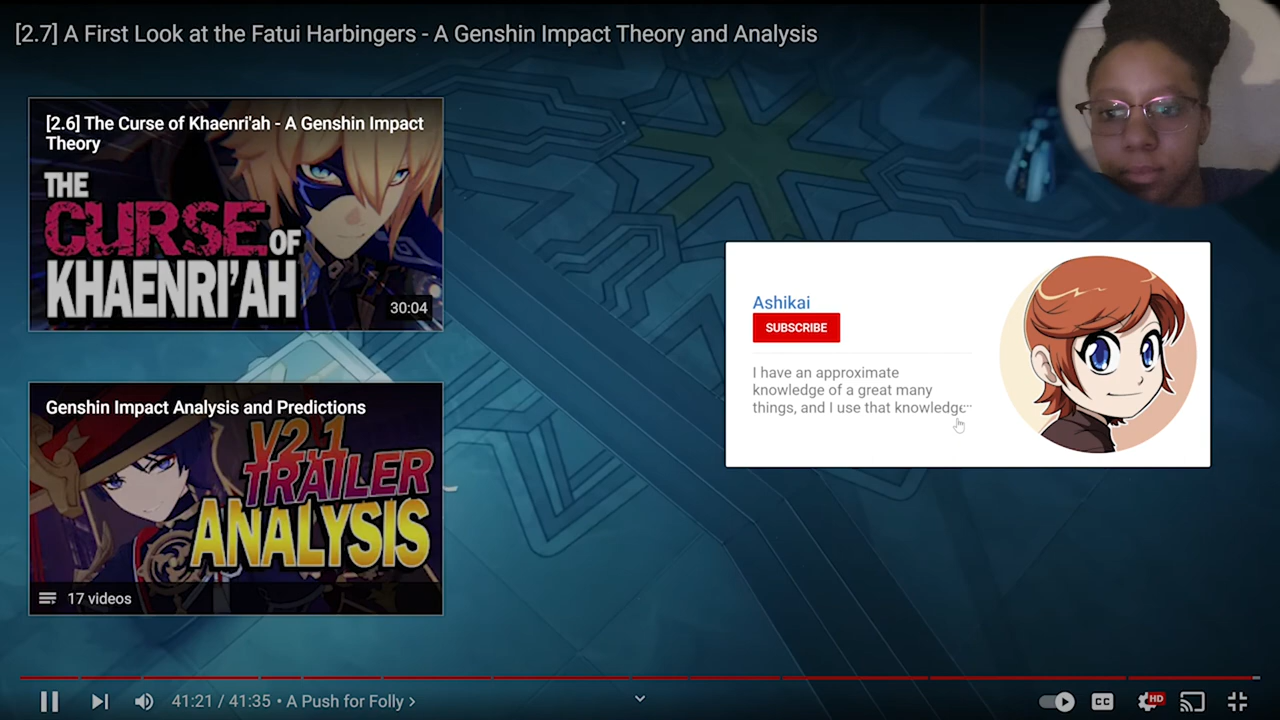 [2.7] A First Look at the Fatui Harbingers - A Genshin Impact Theory and Analysis
[2.6] The Curse of Khaenri'ah - A Genshin Impact
Theory
THE
CURSE OF
KHAENRI'AH
30:04
Genshin Impact Analysis and Predictions
V2.1
TRAILER
ANALYSIS
17 videos
Ashikai
SUBSCRIBE
I have an approximate
knowledge of a great many
things, and I use that knowledge...
41:21 / 41:35 • A Push for Folly >
CC
HD